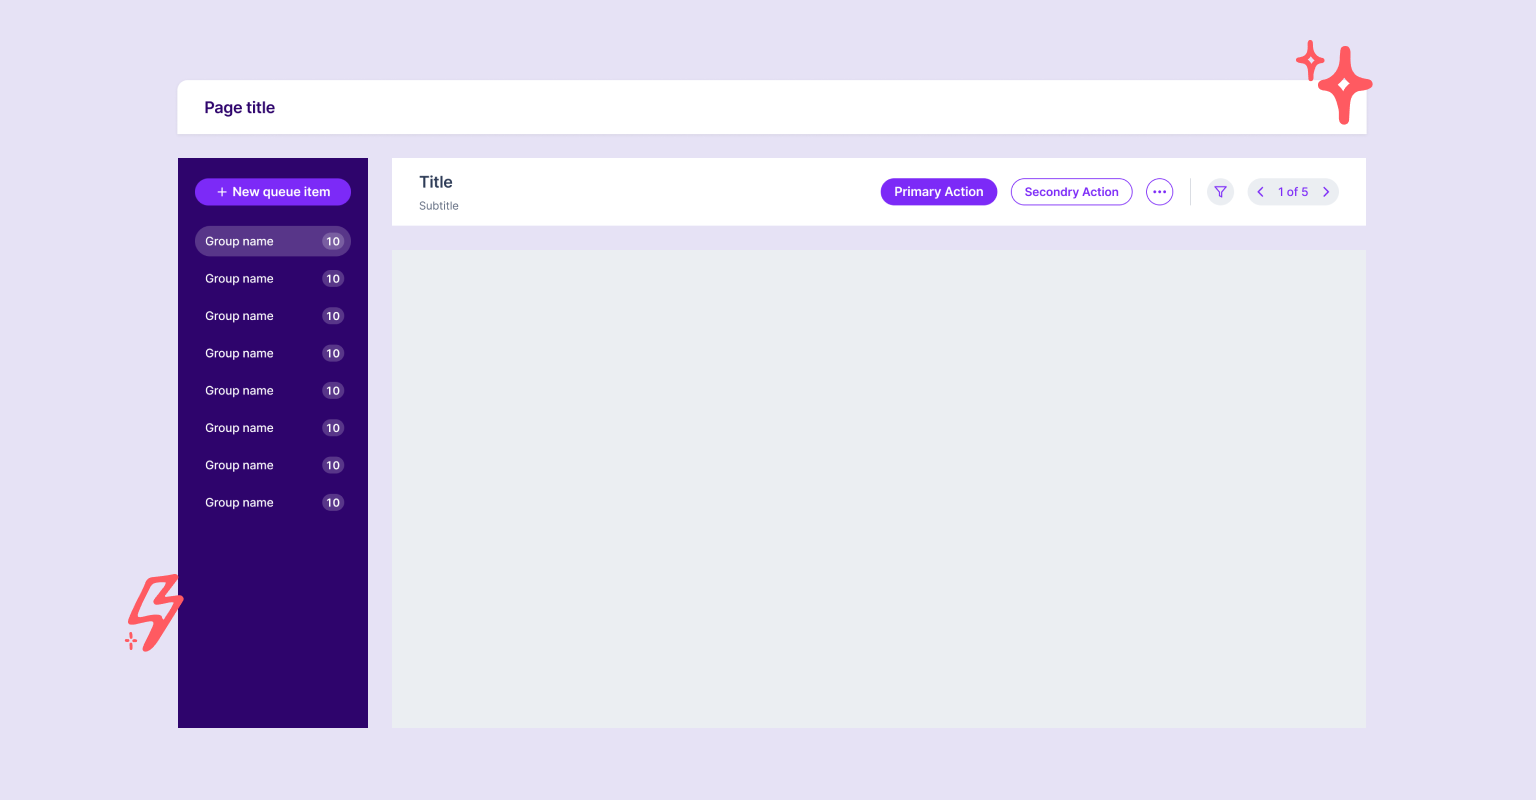 Page title
+ New queue item
Group name 10
Group name 10
Group name 10
Group name 10
Group name 10
Group name 10
Group name 10
Group name 10
Title
Subtitle
Primary Action
Secondry Action
1 of 5